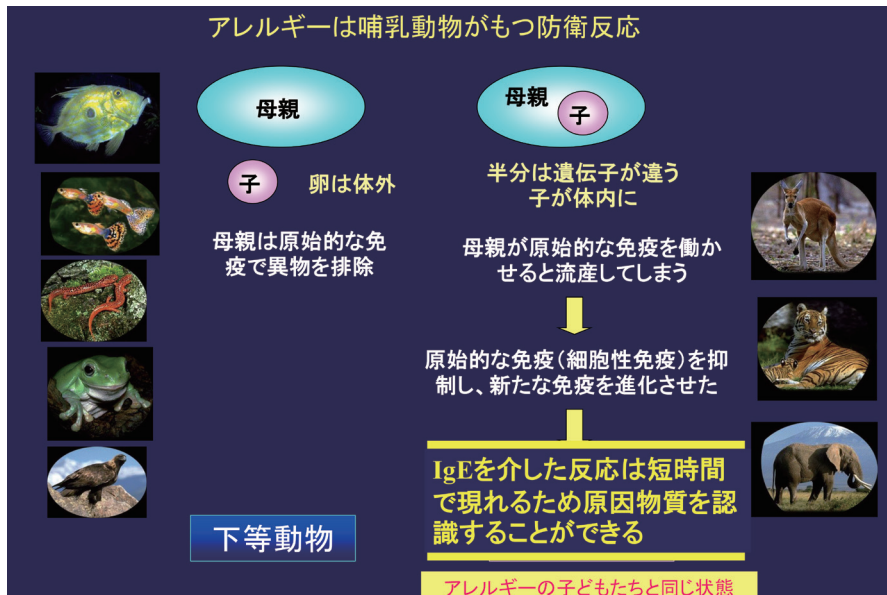 アレルギーは哺乳動物がもつ防衛反応
母親
子
卵は体外
母親は原始的な免
疫で異物を排除
下等動物
母親
子
半分は遺伝子が違う
子が体内に
母親が原始的な免疫を働か
せると流産してしまう
原始的な免疫（細胞性免疫）を抑
制し、新たな免疫を進化させた
IgEを介した反応は短時間
で現れるため原因物質を認
識することができる
アレルギーの子どもたちと同じ状態